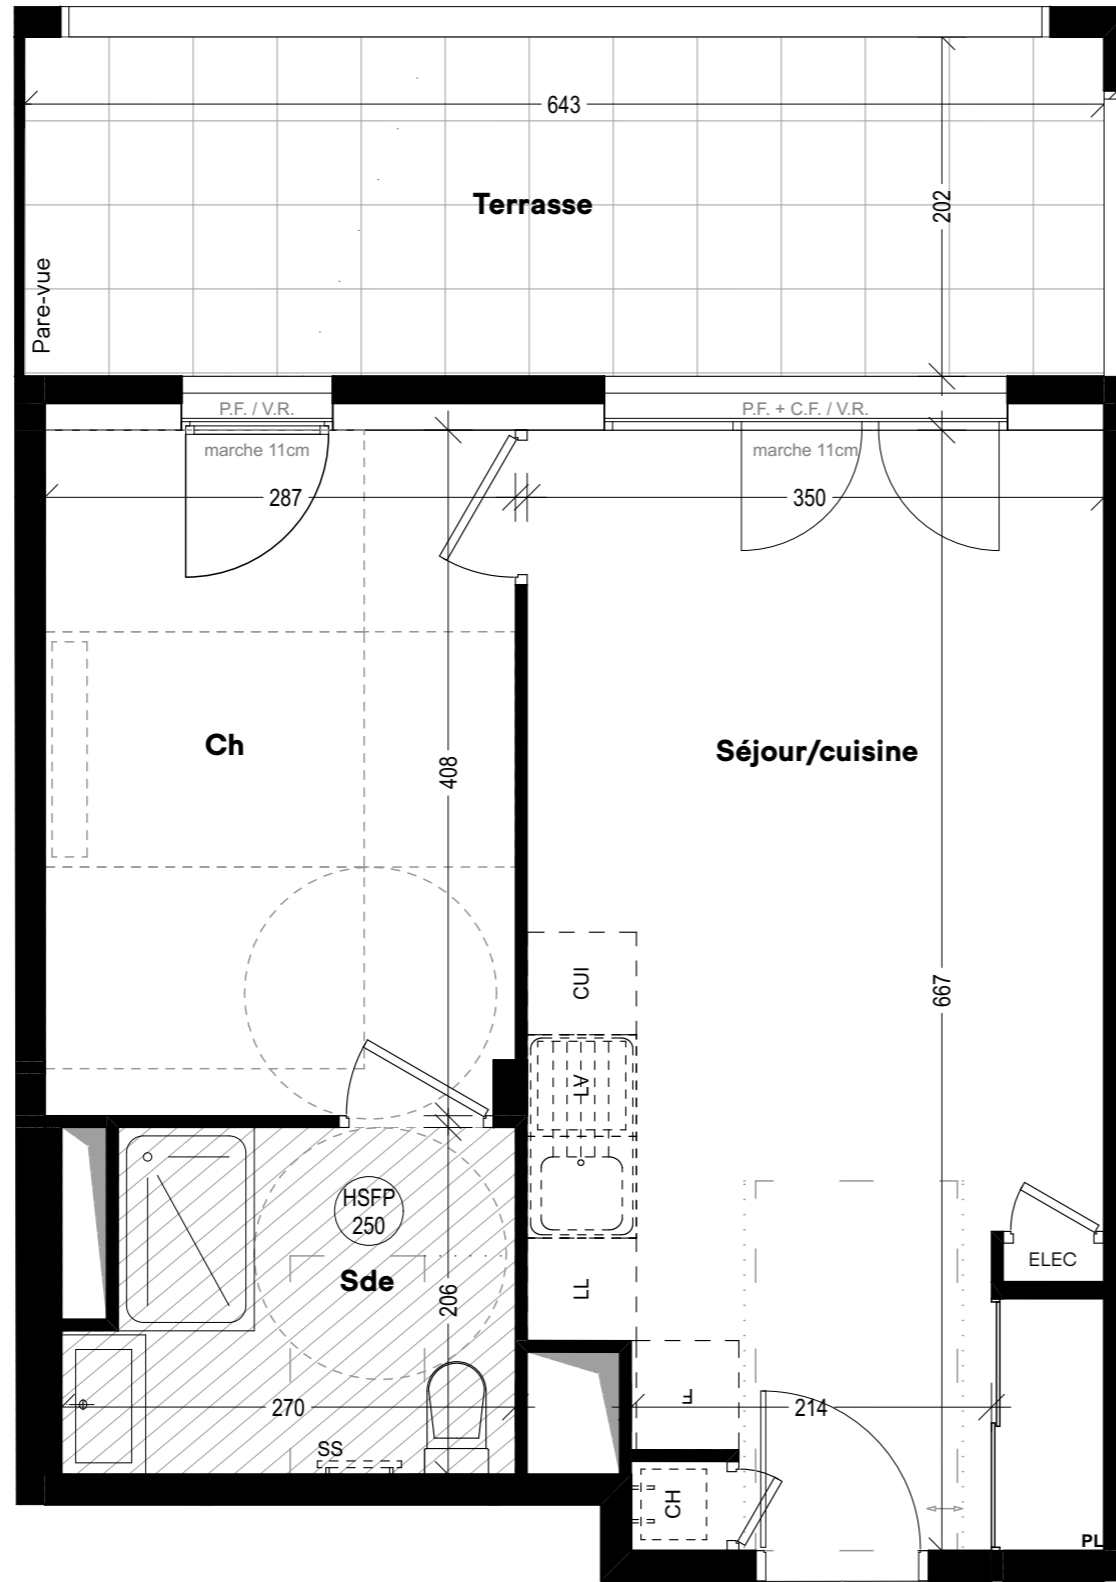 643
Terrasse
202
Pare-vue
P.F. / V.R.
P.F. + C.F. / V.R.
marche 11cm
marche 11cm
287
350
Ch
408
Séjour/cuisine
CUI
667
LV
HSFP
250
Sde
206
LL
ELEC
270
F
214
SS
CH
PL